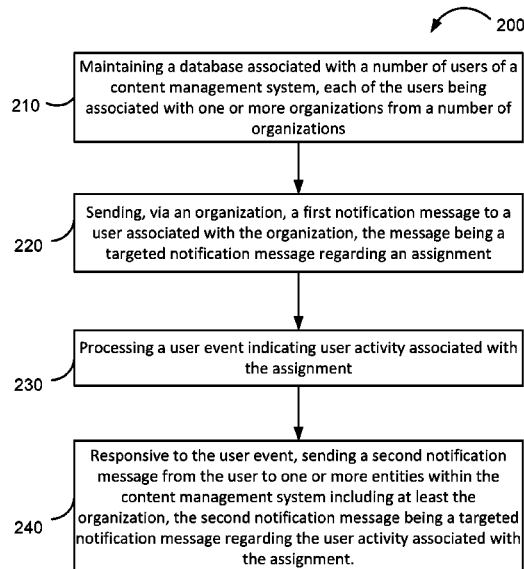 200
210
Maintaining a database associated with a number of users of a
content management system, each of the users being
associated with one or more organizations from a number of
organizations
220
Sending, via an organization, a first notification message to a
user associated with the organization, the message being a
targeted notification message regarding an assignment
230
Processing a user event indicating user activity associated with
the assignment
240
Responsive to the user event, sending a second notification
message from the user to one or more entities within the
content management system including at least the
organization, the second notification message being a targeted
notification message regarding the user activity associated with
the assignment.